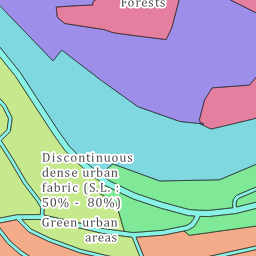 Forests
Discontinuous
dense urban
fabric (S.L. :
50% - 80%)
Green urban
areas